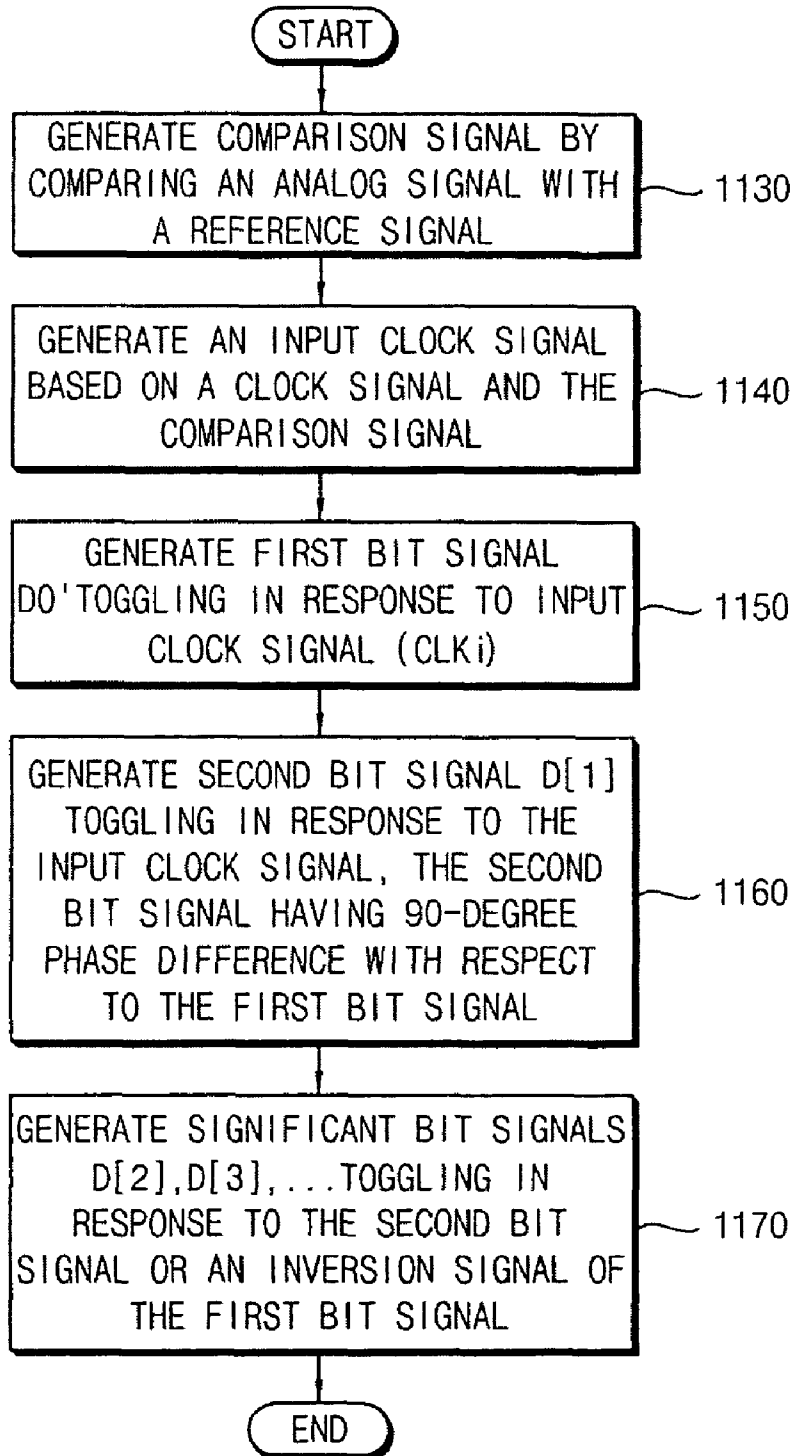 START
GENERATE COMPARISON SIGNAL BY
COMPARING AN ANALOG SIGNAL WITH
A REFERENCE SIGNAL
1130
GENERATE AN INPUT CLOCK SIGNAL
BASED ON A CLOCK SIGNAL AND THE
COMPARISON SIGNAL
1140
GENERATE FIRST BIT SIGNAL
DO'TOGGLING IN RESPONSE TO INPUT
CLOCK SIGNAL (CLKi)
1150
GENERATE SECOND BIT SIGNAL D[1]
TOGGLING IN RESPONSE TO THE
INPUT CLOCK SIGNAL, THE SECOND
BIT SIGNAL HAVING 90-DEGREE
PHASE DIFFERENCE WITH RESPECT
TO THE FIRST BIT SIGNAL
1160
GENERATE SIGNIFICANT BIT SIGNALS
D[2],D[3],...TOGGLING IN
RESPONSE TO THE SECOND BIT
SIGNAL OR AN INVERSION SIGNAL OF
THE FIRST BIT SIGNAL
1170
END